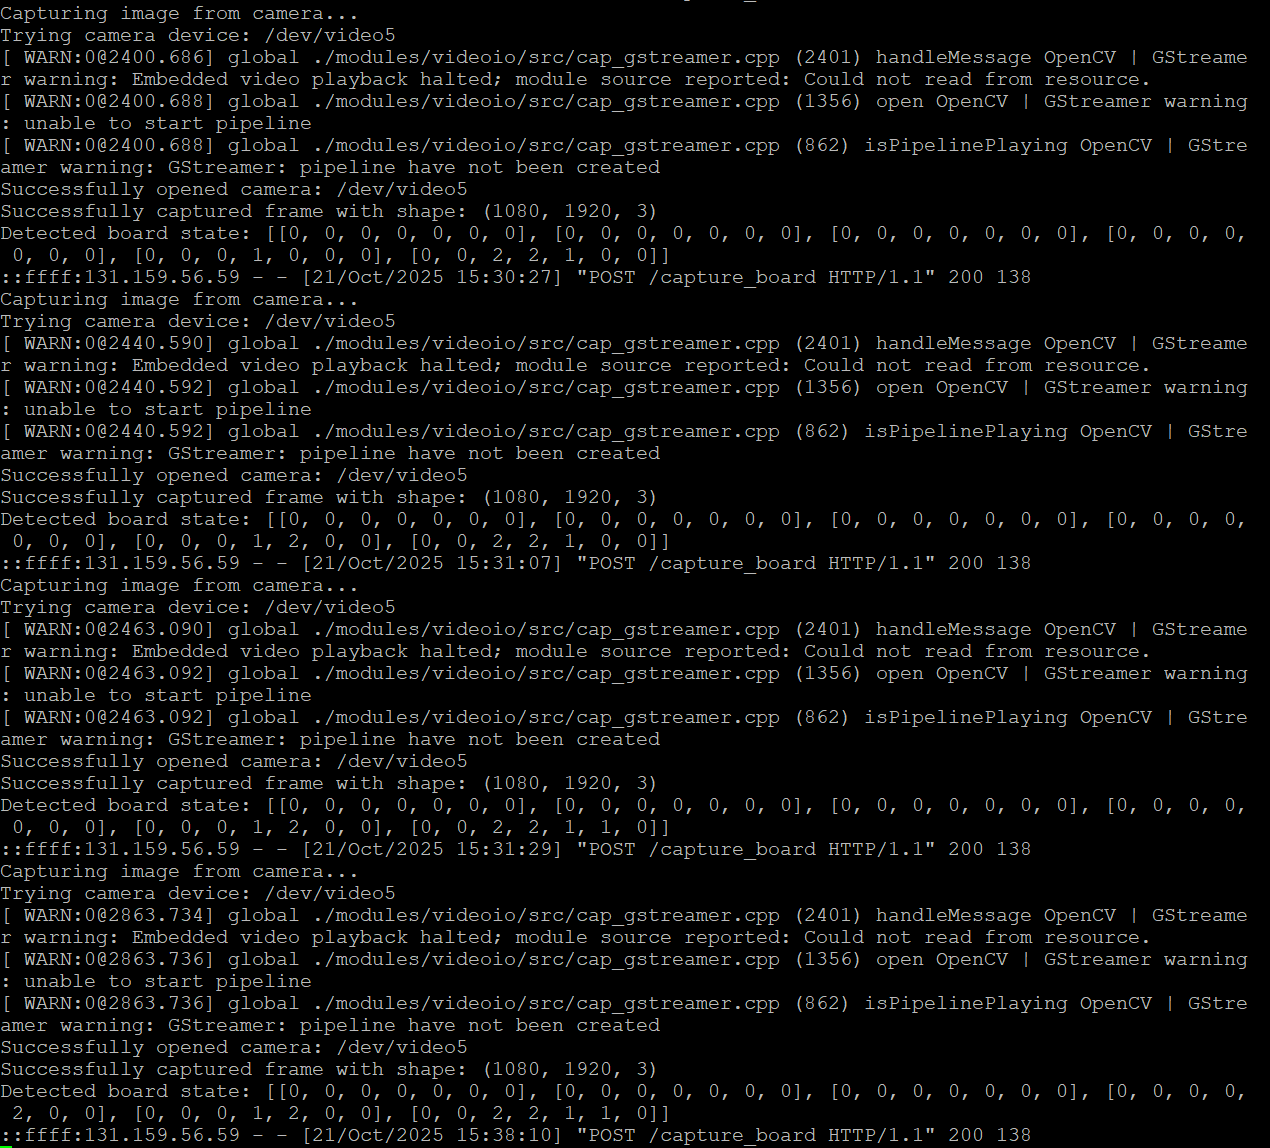 Capturing image from camera...
Trying camera device: /dev/video5
[ WARN:0@2400.686] global ./modules/videoio/src/cap_gstreamer.cpp (2401) handleMessage OpenCV | GStreame
r warning: Embedded video playback halted; module source reported: Could not read from resource.
[ WARN:0@2400.688] global ./modules/videoio/src/cap_gstreamer.cpp (1356) open OpenCV | GStreamer warning
: unable to start pipeline
[ WARN:0@2400.688] global ./modules/videoio/src/cap_gstreamer.cpp (862) isPipelinePlaying OpenCV | GStre
amer warning: GStreamer: pipeline have not been created
Successfully opened camera: /dev/video5
Successfully captured frame with shape: (1080, 1920, 3)
Detected board state: [[0, 0, 0, 0, 0, 0, 0], [0, 0, 0, 0, 0, 0, 0], [0, 0, 0, 0, 0, 0, 0], [0, 0, 0, 0,
 0, 0, 0], [0, 0, 0, 1, 0, 0, 0], [0, 0, 2, 2, 1, 0, 0]]
::ffff:131.159.56.59 - - [21/Oct/2025 15:30:27] "POST /capture_board HTTP/1.1" 200 138
Capturing image from camera...
Trying camera device: /dev/video5
[ WARN:0@2440.590] global ./modules/videoio/src/cap_gstreamer.cpp (2401) handleMessage OpenCV | GStreame
r warning: Embedded video playback halted; module source reported: Could not read from resource.
[ WARN:0@2440.592] global ./modules/videoio/src/cap_gstreamer.cpp (1356) open OpenCV | GStreamer warning
: unable to start pipeline
[ WARN:0@2440.592] global ./modules/videoio/src/cap_gstreamer.cpp (862) isPipelinePlaying OpenCV | GStre
amer warning: GStreamer: pipeline have not been created
Successfully opened camera: /dev/video5
Successfully captured frame with shape: (1080, 1920, 3)
Detected board state: [[0, 0, 0, 0, 0, 0, 0], [0, 0, 0, 0, 0, 0, 0], [0, 0, 0, 0, 0, 0, 0], [0, 0, 0, 0,
 0, 0, 0], [0, 0, 0, 1, 2, 0, 0], [0, 0, 2, 2, 1, 0, 0]]
::ffff:131.159.56.59 - - [21/Oct/2025 15:31:07] "POST /capture_board HTTP/1.1" 200 138
Capturing image from camera...
Trying camera device: /dev/video5
[ WARN:0@2463.090] global ./modules/videoio/src/cap_gstreamer.cpp (2401) handleMessage OpenCV | GStreame
r warning: Embedded video playback halted; module source reported: Could not read from resource.
[ WARN:0@2463.092] global ./modules/videoio/src/cap_gstreamer.cpp (1356) open OpenCV | GStreamer warning
: unable to start pipeline
[ WARN:0@2463.092] global ./modules/videoio/src/cap_gstreamer.cpp (862) isPipelinePlaying OpenCV | GStre
amer warning: GStreamer: pipeline have not been created
Successfully opened camera: /dev/video5
Successfully captured frame with shape: (1080, 1920, 3)
Detected board state: [[0, 0, 0, 0, 0, 0, 0], [0, 0, 0, 0, 0, 0, 0], [0, 0, 0, 0, 0, 0, 0], [0, 0, 0, 0,
 0, 0, 0], [0, 0, 0, 1, 2, 0, 0], [0, 0, 2, 2, 1, 1, 0]]
::ffff:131.159.56.59 - - [21/Oct/2025 15:31:29] "POST /capture_board HTTP/1.1" 200 138
Capturing image from camera...
Trying camera device: /dev/video5
[ WARN:0@2863.734] global ./modules/videoio/src/cap_gstreamer.cpp (2401) handleMessage OpenCV | GStreame
r warning: Embedded video playback halted; module source reported: Could not read from resource.
[ WARN:0@2863.736] global ./modules/videoio/src/cap_gstreamer.cpp (1356) open OpenCV | GStreamer warning
: unable to start pipeline
[ WARN:0@2863.736] global ./modules/videoio/src/cap_gstreamer.cpp (862) isPipelinePlaying OpenCV | GStre
amer warning: GStreamer: pipeline have not been created
Successfully opened camera: /dev/video5
Successfully captured frame with shape: (1080, 1920, 3)
Detected board state: [[0, 0, 0, 0, 0, 0, 0], [0, 0, 0, 0, 0, 0, 0], [0, 0, 0, 0, 0, 0, 0], [0, 0, 0, 0,
 2, 0, 0], [0, 0, 0, 1, 2, 0, 0], [0, 0, 2, 2, 1, 1, 0]]
::ffff:131.159.56.59 - - [21/Oct/2025 15:38:10] "POST /capture_board HTTP/1.1" 200 138